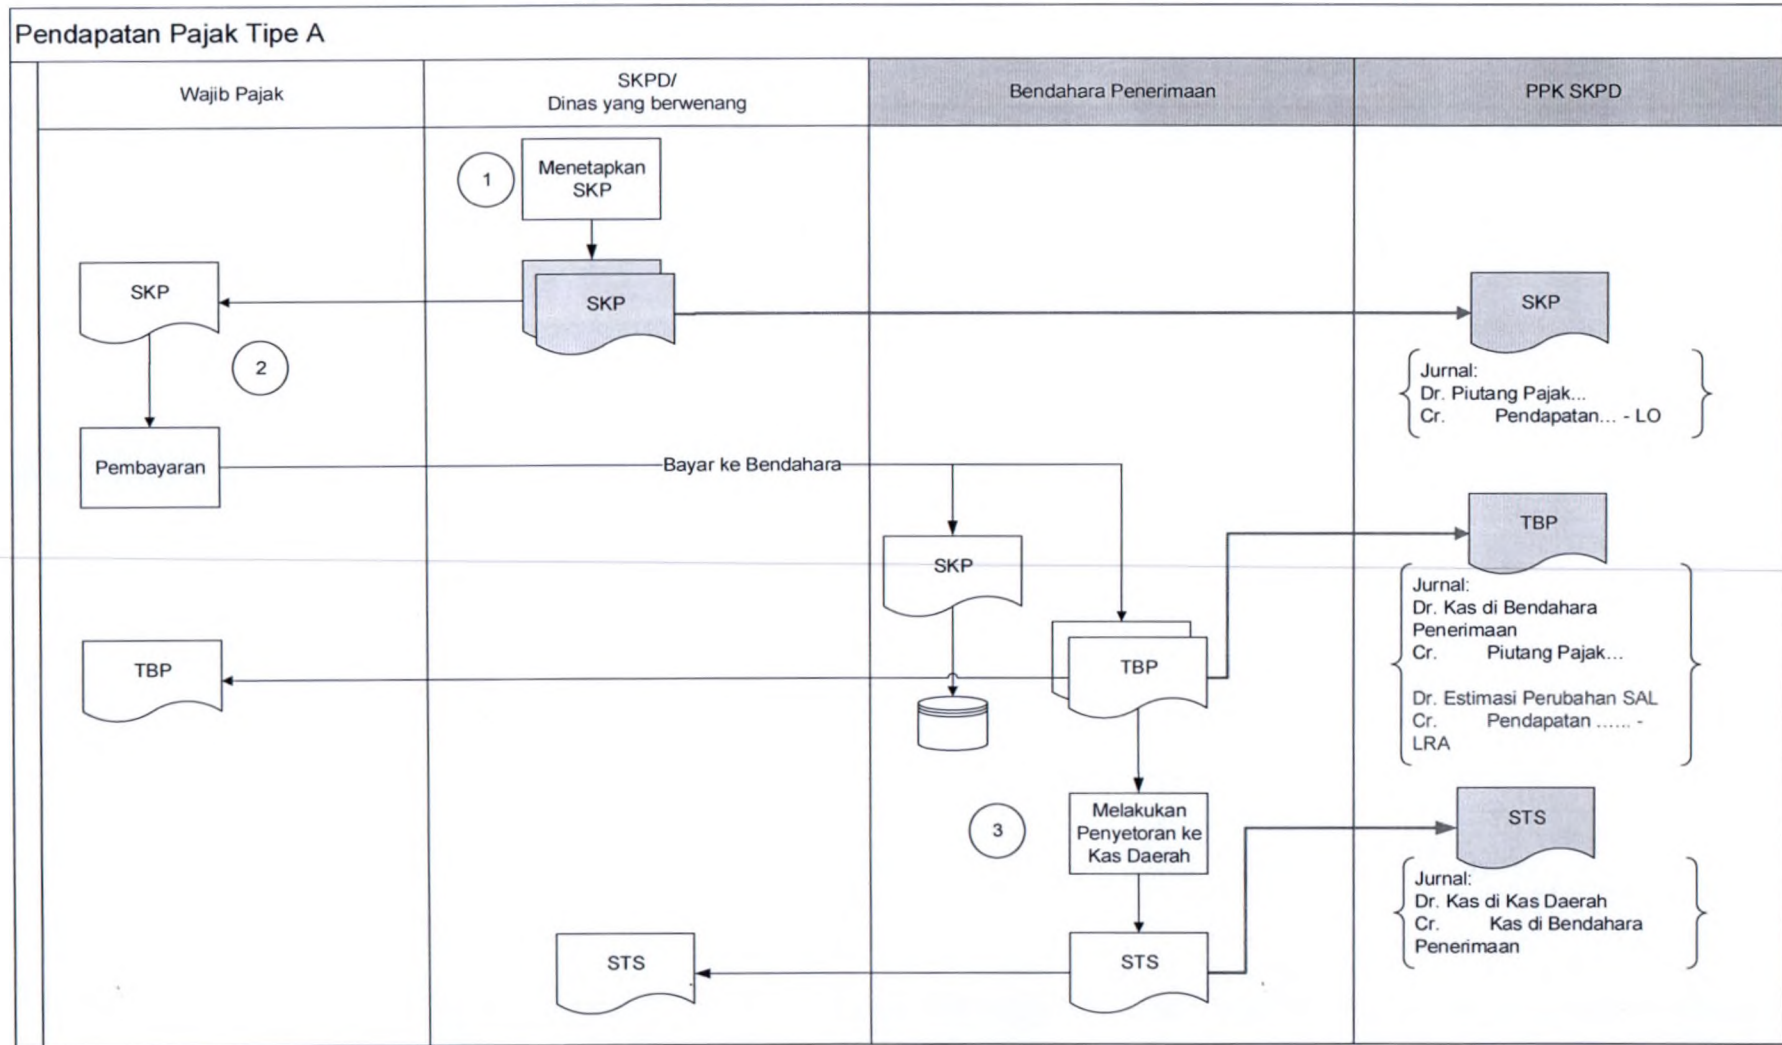 Pendapatan Pajak Tipe A
Wajib Pajak
SKPD/
Dinas yang berwenang
Bendahara Penerimaan
PPK SKPD
1
Menetapkan
SKP
SKP
SKP
SKP
2
Jurnal:
Dr. Piutang Pajak...
Cr. Pendapatan... - LO
Pembayaran
Bayar ke Bendahara
SKP
TBP
TBP
TBP
Jurnal:
Dr. Kas di Bendahara
Penerimaan
Cr. Piutang Pajak...
Dr. Estimasi Perubahan SAL
Cr. Pendapatan ...... -
LRA
3
Melakukan
Penyetoran ke
Kas Daerah
STS
Jurnal:
Dr. Kas di Kas Daerah
Cr. Kas di Bendahara
Penerimaan
STS
STS